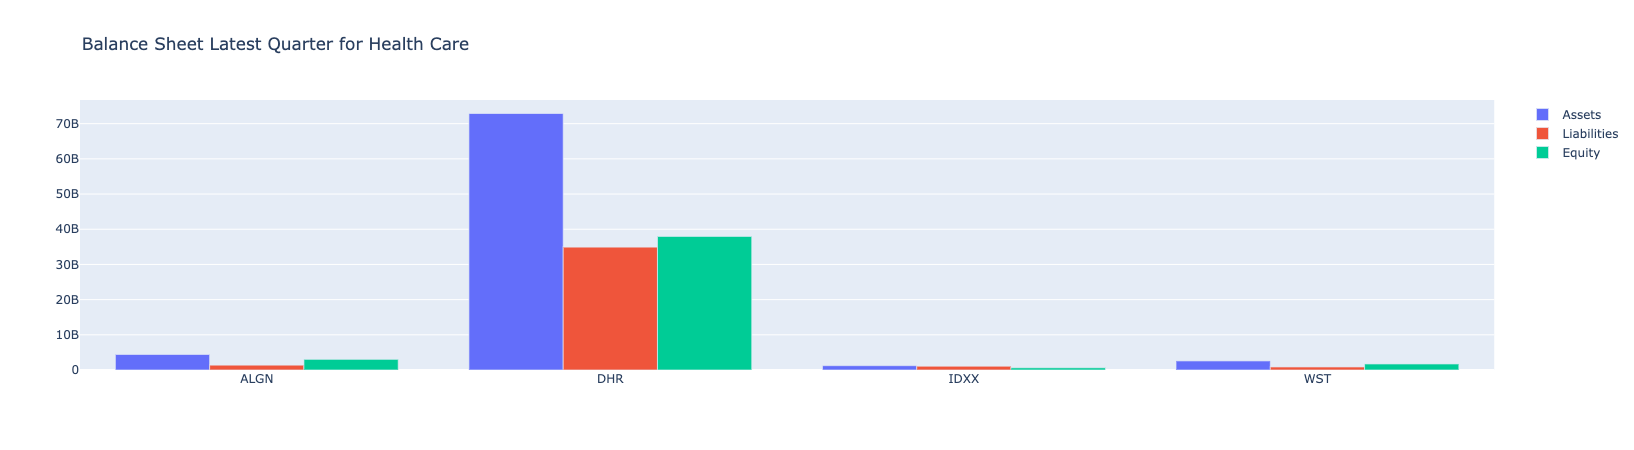 Balance Sheet Latest Quarter for Health Care
Assets
Liabilities
Equity
70B
60B
50B
40B
30B
20B
10B
0
ALGN DHR IDXX WST